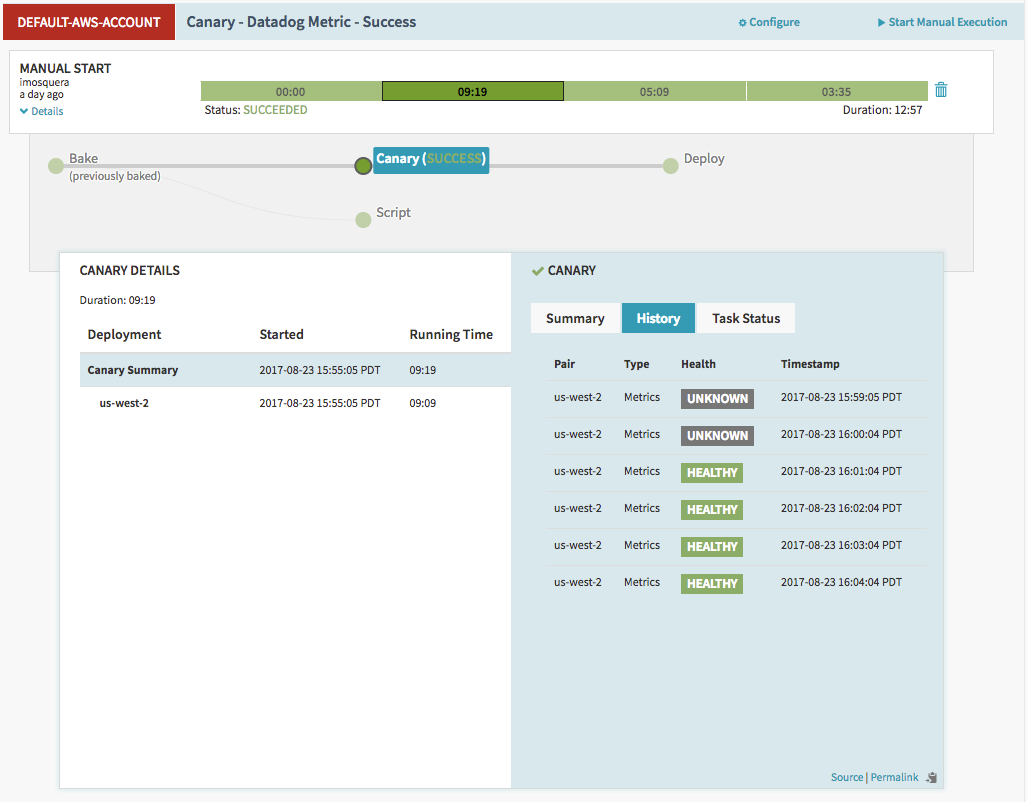 DEFAULT-AWS-ACCOUNT Canary - Datadog Metric - Success Configure Start Manual Execution
MANUAL START
imosquera
a day ago
Details
00:00 09:19 05:09 03:35
Status: SUCCEEDED Duration: 12:57
Bake
(previously baked)
Canary (SUCCESS)
Deploy
Script
CANARY DETAILS
Duration: 09:19
Deployment Started Running Time
Canary Summary 2017-08-23 15:55:05 PDT 09:19
us-west-2 2017-08-23 15:55:05 PDT 09:09
CANARY
Summary History Task Status
Pair Type Health Timestamp
us-west-2 Metrics UNKNOWN 2017-08-23 15:59:05 PDT
us-west-2 Metrics UNKNOWN 2017-08-23 16:00:04 PDT
us-west-2 Metrics HEALTHY 2017-08-23 16:01:04 PDT
us-west-2 Metrics HEALTHY 2017-08-23 16:02:04 PDT
us-west-2 Metrics HEALTHY 2017-08-23 16:03:04 PDT
us-west-2 Metrics HEALTHY 2017-08-23 16:04:04 PDT
Source | Permalink